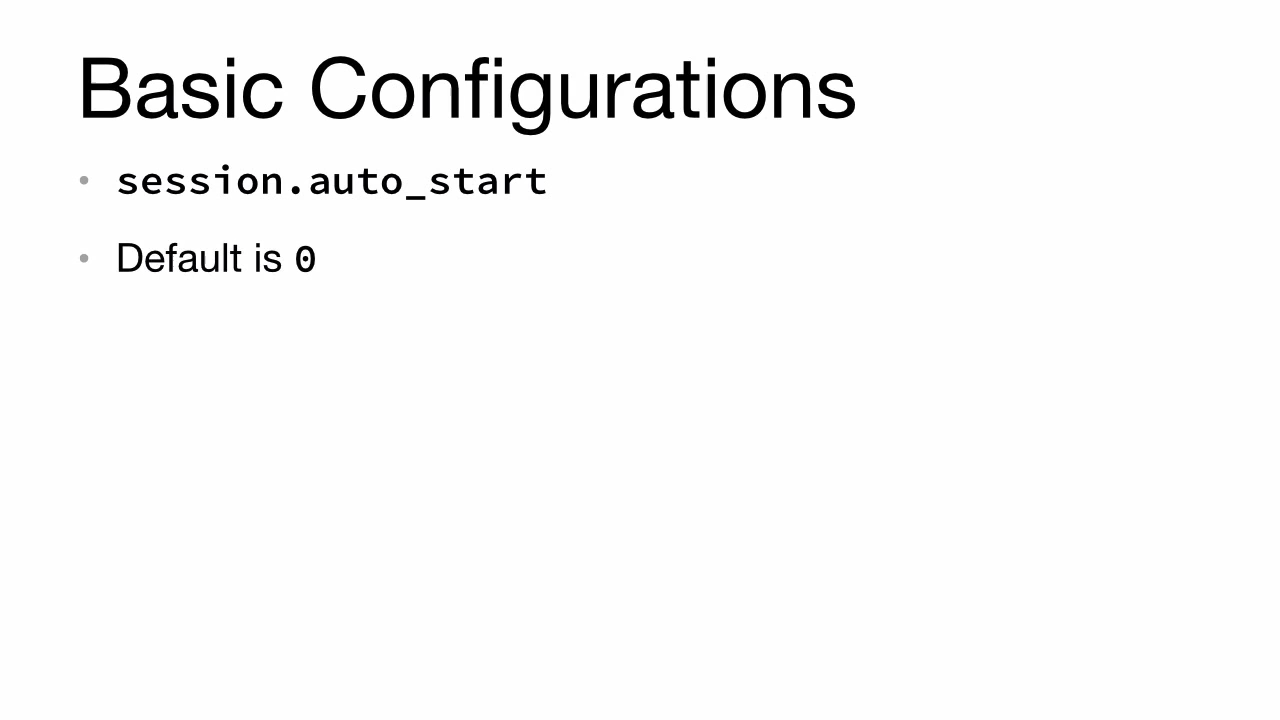 Basic Configurations
• session.auto_start
• Default is 0